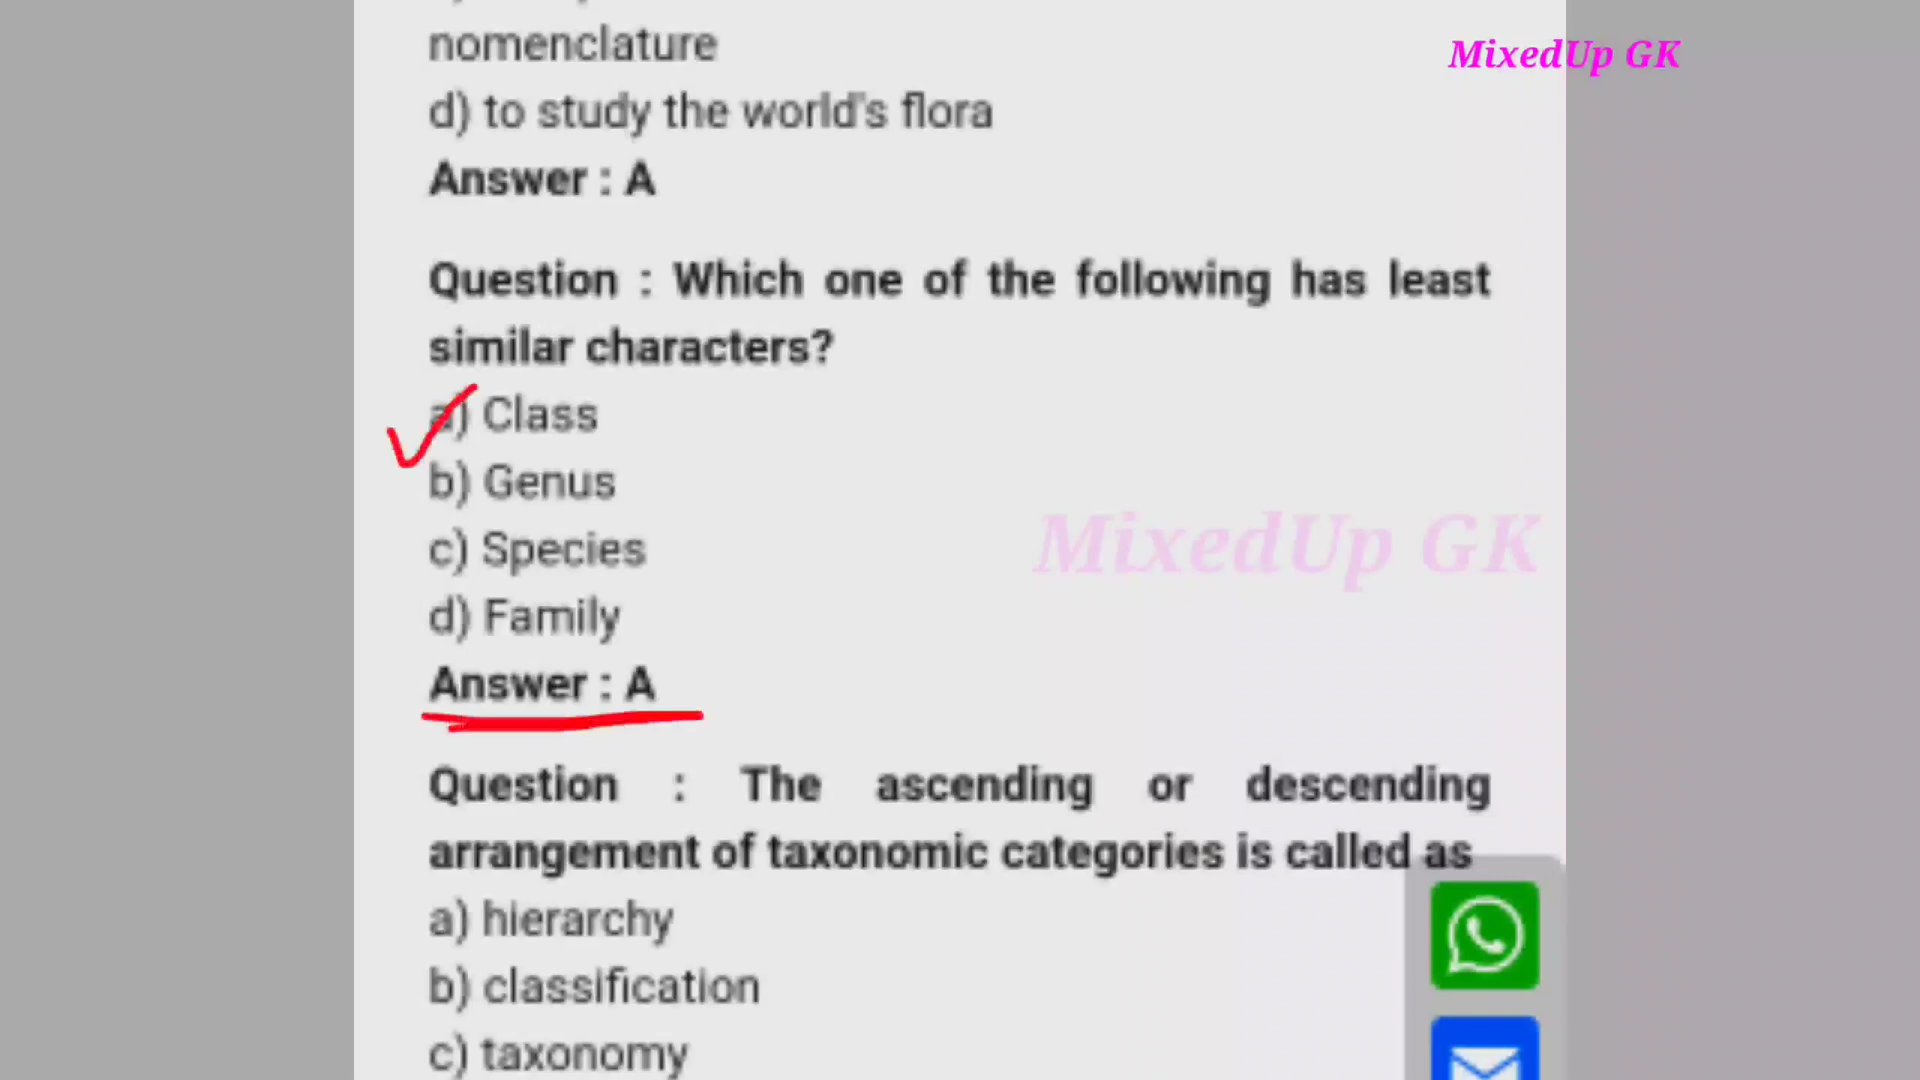 nomenclature
MixedUp GK
d) to study the world's flora
Answer : A
Question : Which one of the following has least
similar characters?
a) Class
b) Genus
c) Species
MixedUp GK
d) Family
Answer : A
Question : The ascending or descending
arrangement of taxonomic categories is called as
a) hierarchy
b) classification
c) taxonomy